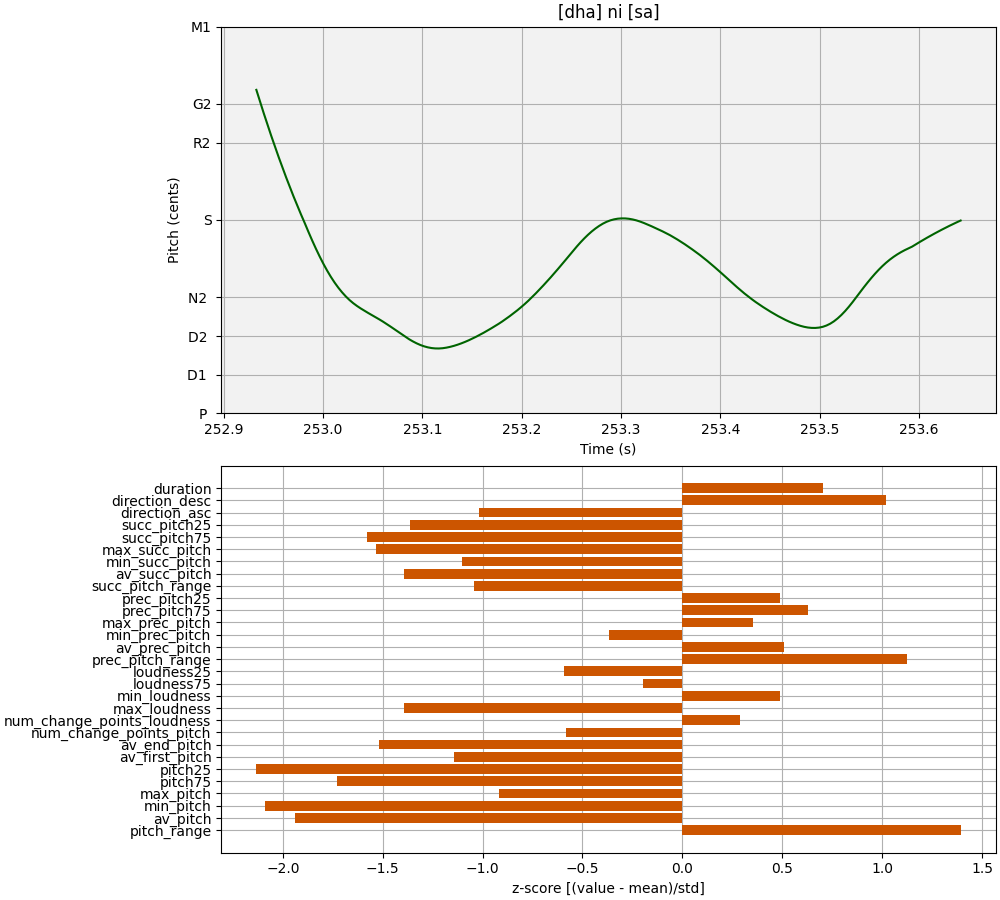 [dha] ni [sa]
M1
G2
R2
S
N2
D2
D1
P
Pitch (cents)
252.9 253.0 253.1 253.2 253.3 253.4 253.5 253.6
Time (s)
duration
direction_desc
direction_asc
succ_pitch25
succ_pitch75
max_succ_pitch
min_succ_pitch
av_succ_pitch
succ_pitch_range
prec_pitch25
prec_pitch75
max_prec_pitch
min_prec_pitch
av_prec_pitch
prec_pitch_range
loudness25
loudness75
min_loudness
max_loudness
num_change_points_loudness
num_change_points_pitch
av_end_pitch
av_first_pitch
pitch25
pitch75
max_pitch
min_pitch
av_pitch
pitch_range
−2.0 −1.5 −1.0 −0.5 0.0 0.5 1.0 1.5
z-score [(value - mean)/std]